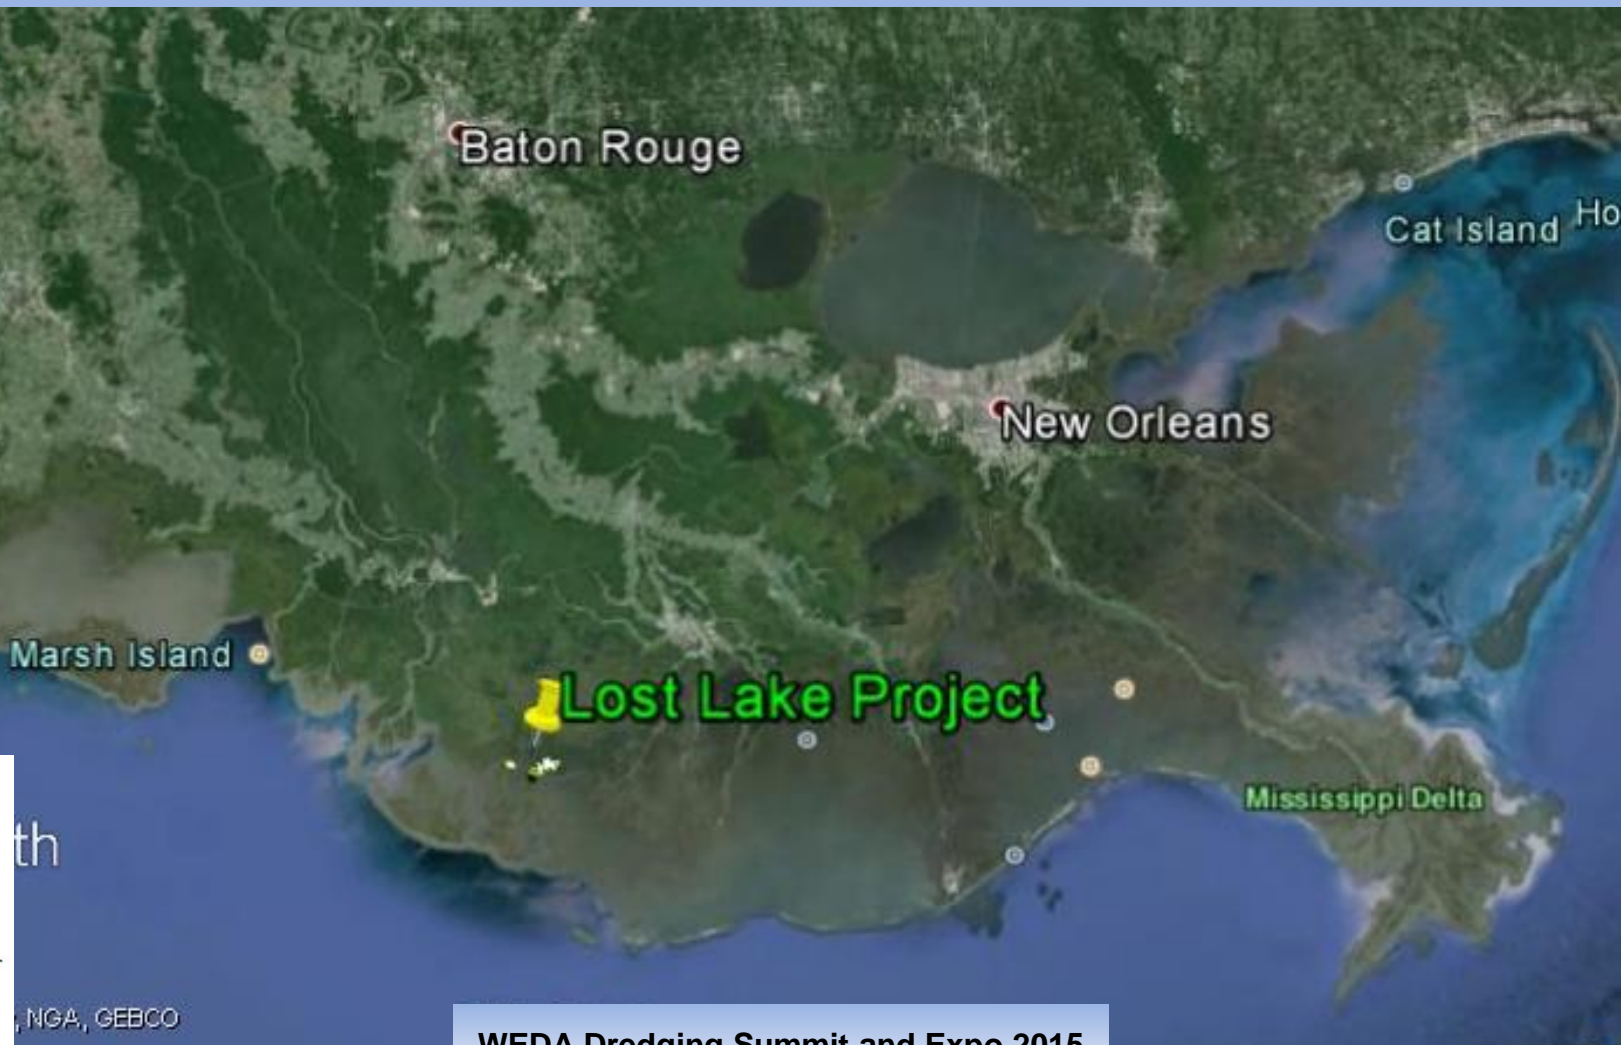 Baton Rouge
Cat Island
Ho
New Orleans
Marsh Island
Lost Lake Project
Mississippi Delta
th
, NGA, GEBCO
WEDA Dredging Summit and Expo 2015